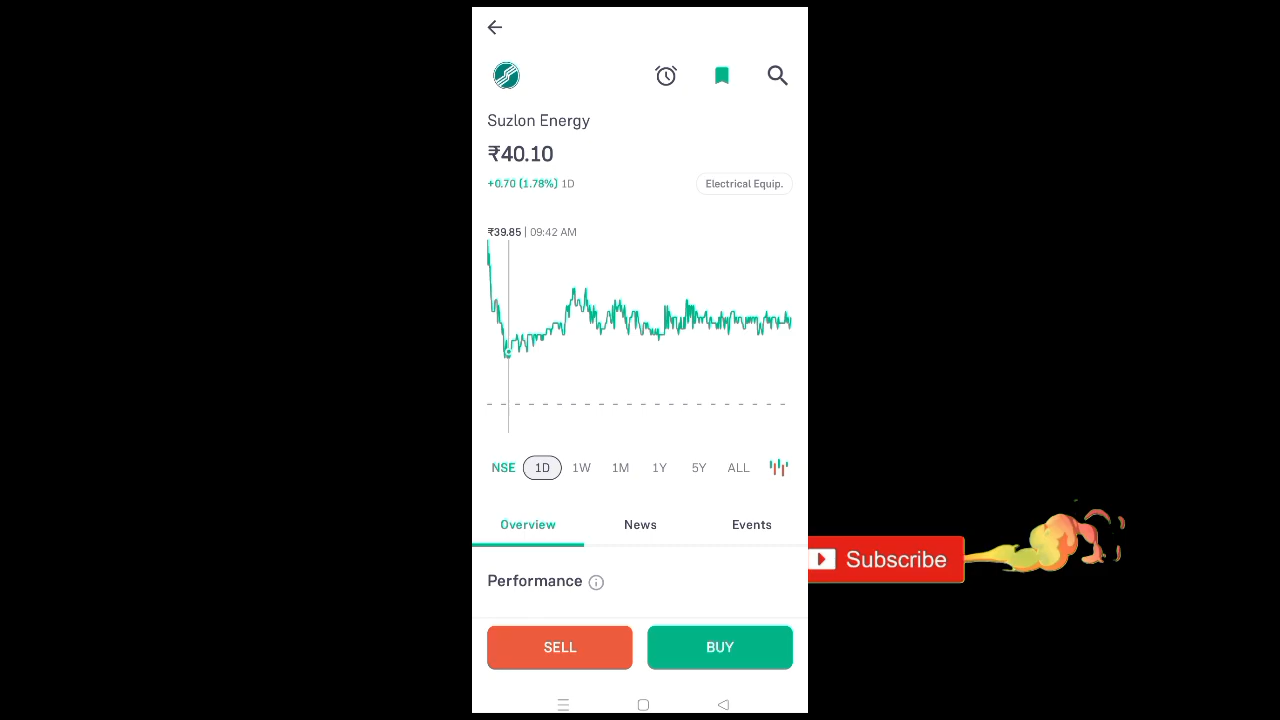 Suzlon Energy
₹40.10
+0.70 (1.78%) 1D
Electrical Equip.
₹39.85 | 09:42 AM
NSE 1D 1W 1M 1Y 5Y ALL
Overview News Events
Subscribe
Performance
SELL BUY